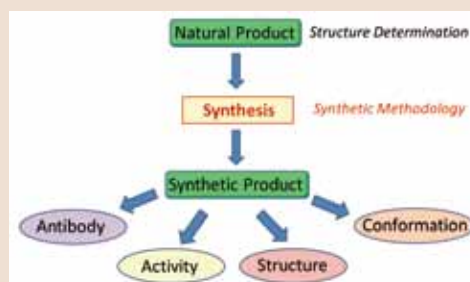 Natural Product Structure Determination
Synthesis Synthetic Methodology
Synthetic Product
Antibody
Conformation
Activity
Structure